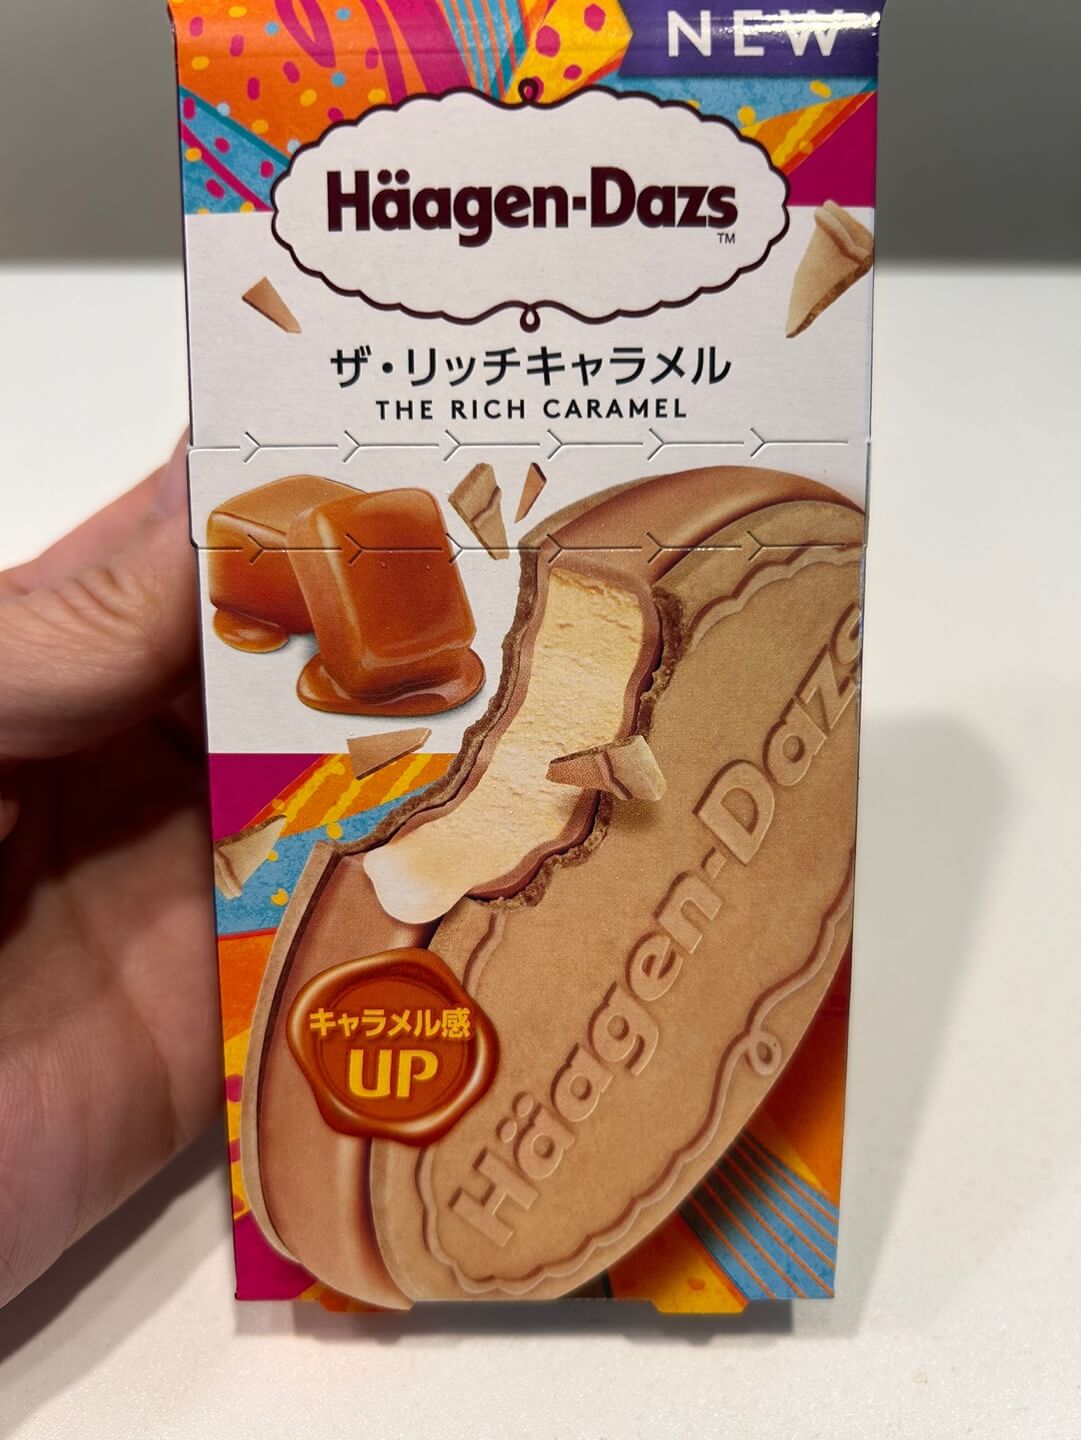 NEW
Häagen-Dazs
TM
ザ・リッチキャラメル
THE RICH CARAMEL
Häagen-Dazs
キャラメル感
UP